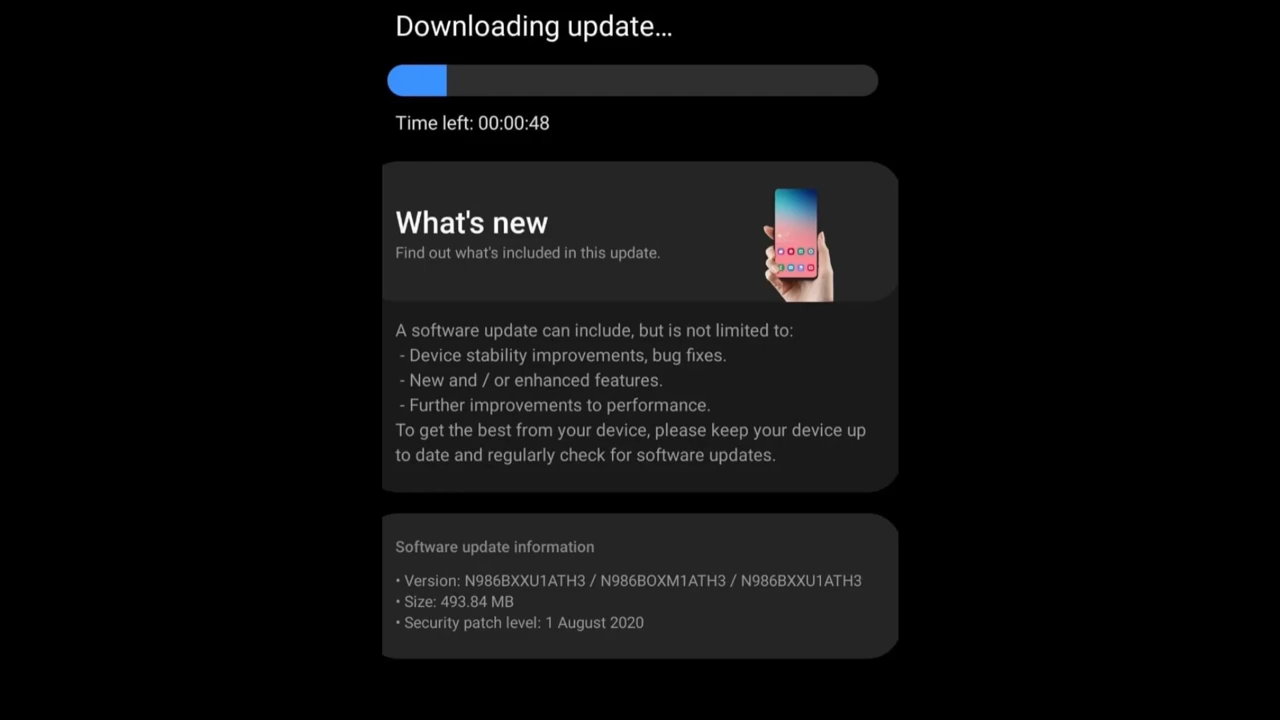 Downloading update...
Time left: 00:00:48
What's new
Find out what's included in this update.
A software update can include, but is not limited to:
- Device stability improvements, bug fixes.
- New and / or enhanced features.
- Further improvements to performance.
To get the best from your device, please keep your device up
to date and regularly check for software updates.
Software update information
• Version: N986BXXU1ATH3 / N986BOXM1ATH3 / N986BXXU1ATH3
• Size: 493.84 MB
• Security patch level: 1 August 2020